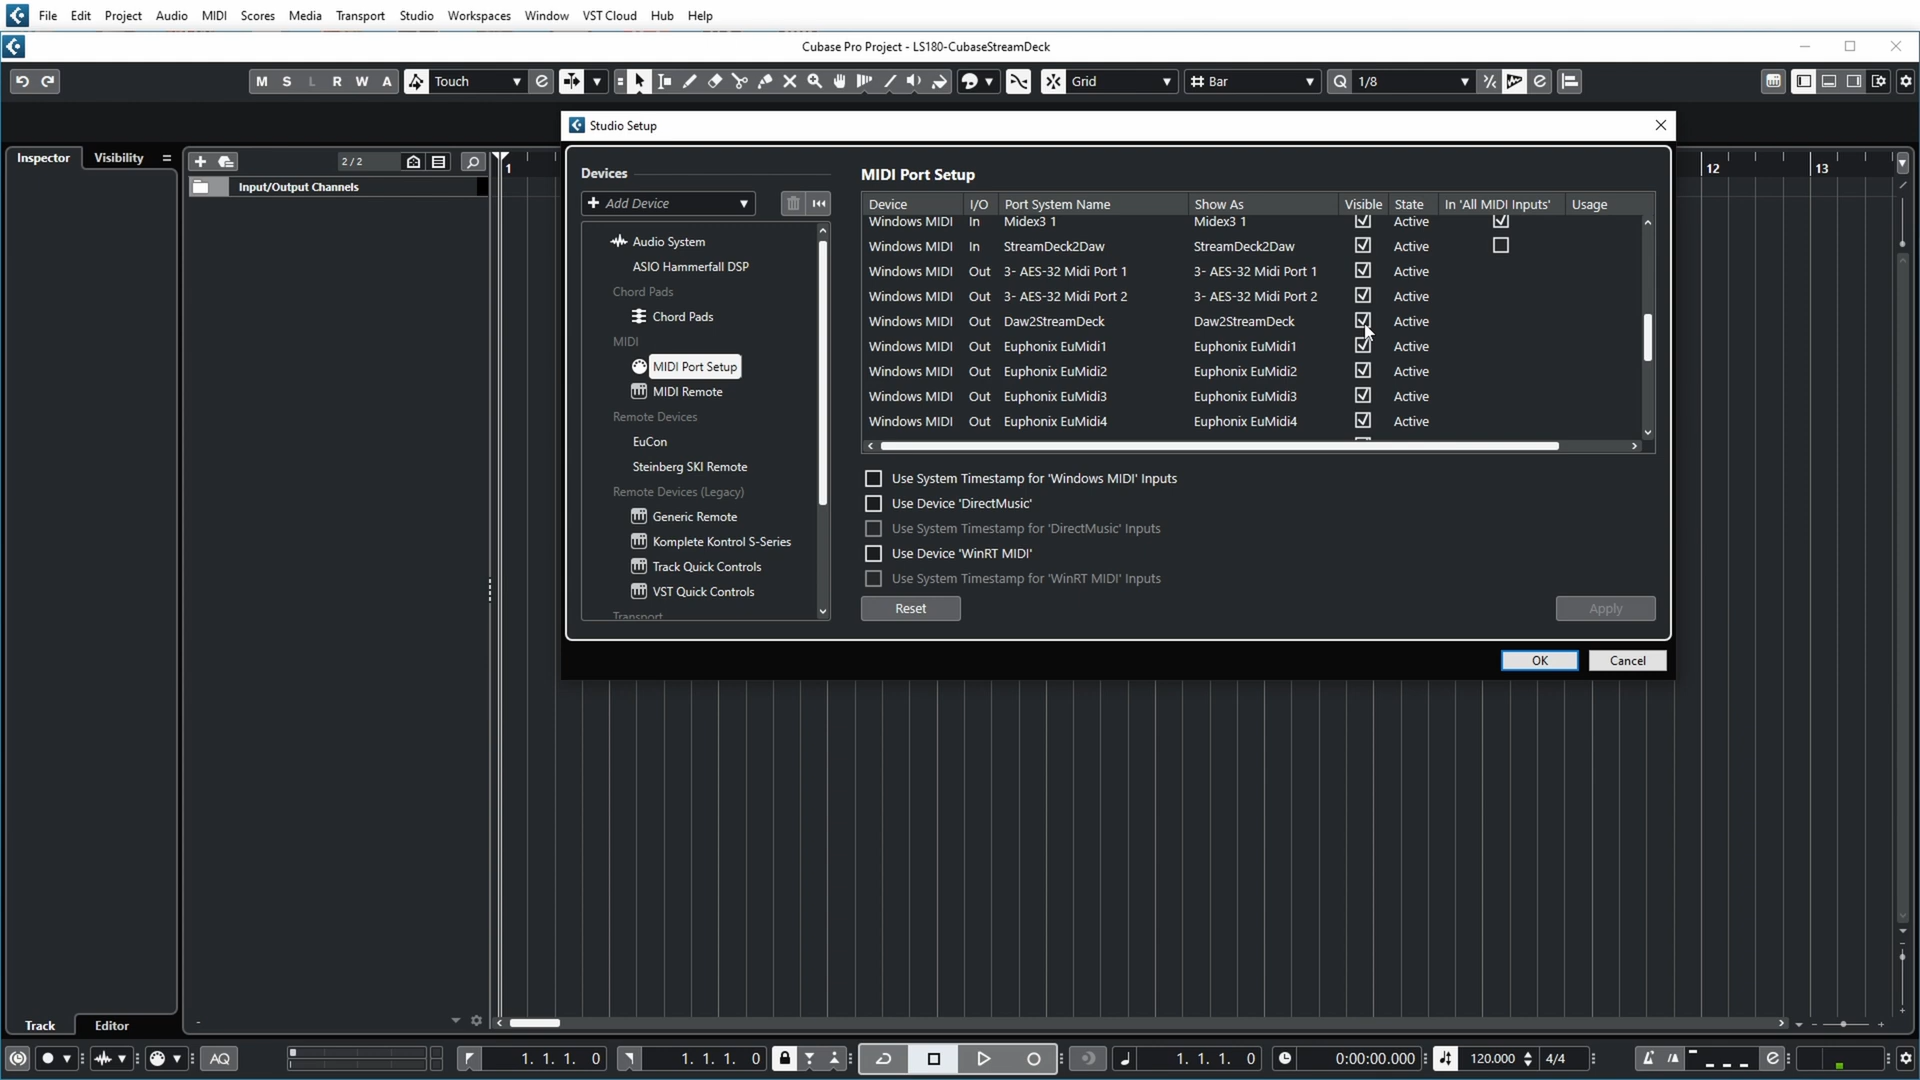 File Edit Project Audio MIDI Scores Media Transport Studio Workspaces Window VST Cloud Hub Help
Cubase Pro Project - LS180-CubaseStreamDeck
M S L R W A Touch Grid Bar Q 1/8
Studio Setup
Inspector Visibility 2/2 1 12 13
Input/Output Channels
Devices
Add Device
Audio System
ASIO Hammerfall DSP
Chord Pads
Chord Pads
MIDI
MIDI Port Setup
MIDI Remote
Remote Devices
EuCon
Steinberg SKI Remote
Remote Devices (Legacy)
Generic Remote
Komplete Kontrol S-Series
Track Quick Controls
VST Quick Controls
Transport
MIDI Port Setup
Device I/O Port System Name Show As Visible State In 'All MIDI Inputs' Usage
Windows MIDI In Midex3 1 Midex3 1 Active
Windows MIDI In StreamDeck2Daw StreamDeck2Daw Active
Windows MIDI Out 3- AES-32 Midi Port 1 3- AES-32 Midi Port 1 Active
Windows MIDI Out 3- AES-32 Midi Port 2 3- AES-32 Midi Port 2 Active
Windows MIDI Out Daw2StreamDeck Daw2StreamDeck Active
Windows MIDI Out Euphonix EuMidi1 Euphonix EuMidi1 Active
Windows MIDI Out Euphonix EuMidi2 Euphonix EuMidi2 Active
Windows MIDI Out Euphonix EuMidi3 Euphonix EuMidi3 Active
Windows MIDI Out Euphonix EuMidi4 Euphonix EuMidi4 Active
Use System Timestamp for 'Windows MIDI' Inputs
Use Device 'DirectMusic'
Use System Timestamp for 'DirectMusic' Inputs
Use Device 'WinRT MIDI'
Use System Timestamp for 'WinRT MIDI' Inputs
Reset Apply
OK Cancel
Track Editor
AQ 1. 1. 1. 0 1. 1. 1. 0 1. 1. 1. 0 0:00:00.000 120.000 4/4